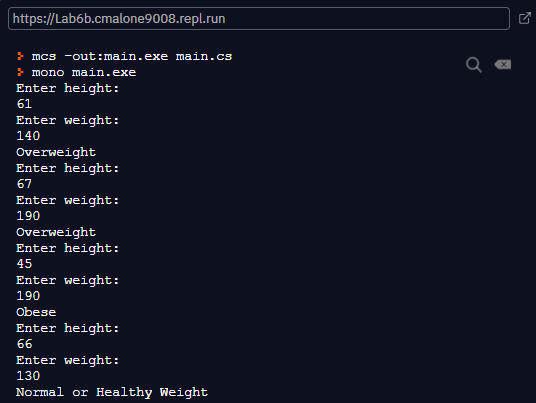 https://Lab6b.cmalone9008.repl.run
mcs -out:main.exe main.cs
mono main.exe
Enter height:
61
Enter weight:
140
Overweight
Enter height:
67
Enter weight:
190
Overweight
Enter height:
45
Enter weight:
190
Obese
Enter height:
66
Enter weight:
130
Normal or Healthy Weight